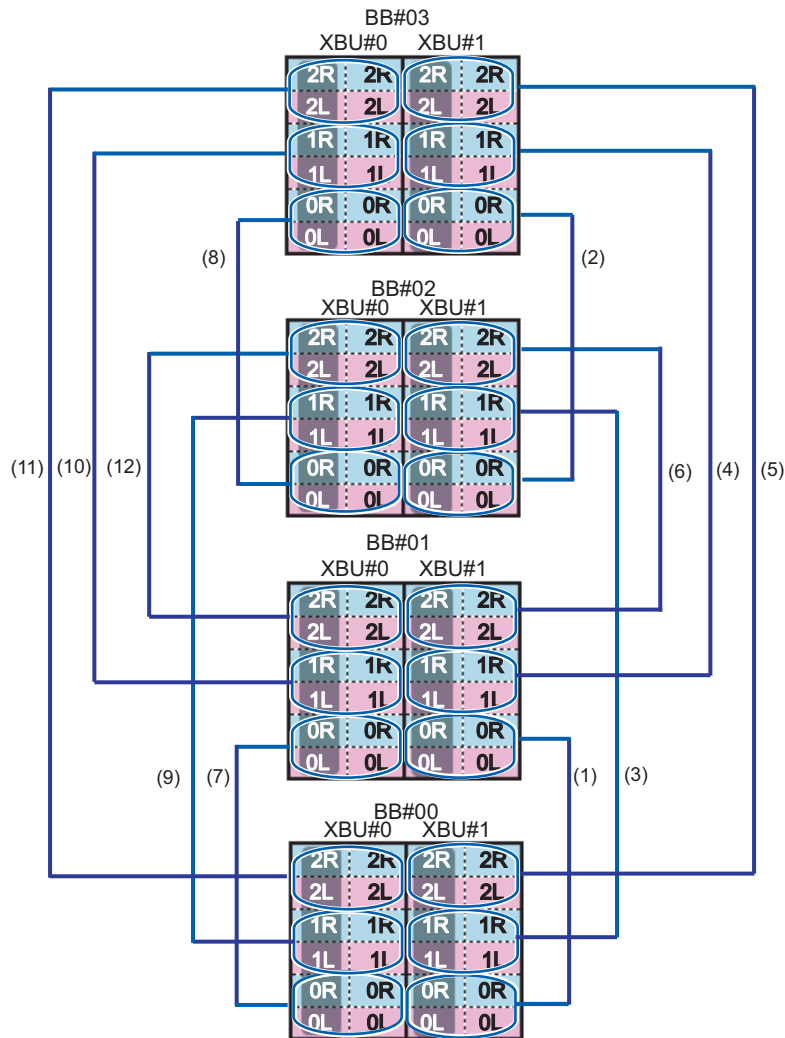 BB#03
XBU#0 XBU#1
2R 2R 2R 2R
2L 2L 2L 2L
1R 1R 1R 1R
1L 1L 1L 1L
0R 0R 0R 0R
0L 0L 0L 0L
(8) (2)
BB#02
XBU#0 XBU#1
2R 2R 2R 2R
2L 2L 2L 2L
1R 1R 1R 1R
1L 1L 1L 1L
(11) (10) (12) (6) (4) (5)
0R 0R 0R 0R
0L 0L 0L 0L
BB#01
XBU#0 XBU#1
2R 2R 2R 2R
2L 2L 2L 2L
1R 1R 1R 1R
1L 1L 1L 1L
0R 0R 0R 0R
0L 0L 0L 0L
(9) (7) (1) (3)
BB#00
XBU#0 XBU#1
2R 2R 2R 2R
2L 2L 2L 2L
1R 1R 1R 1R
1L 1L 1L 1L
0R 0R 0R 0R
0L 0L 0L 0L